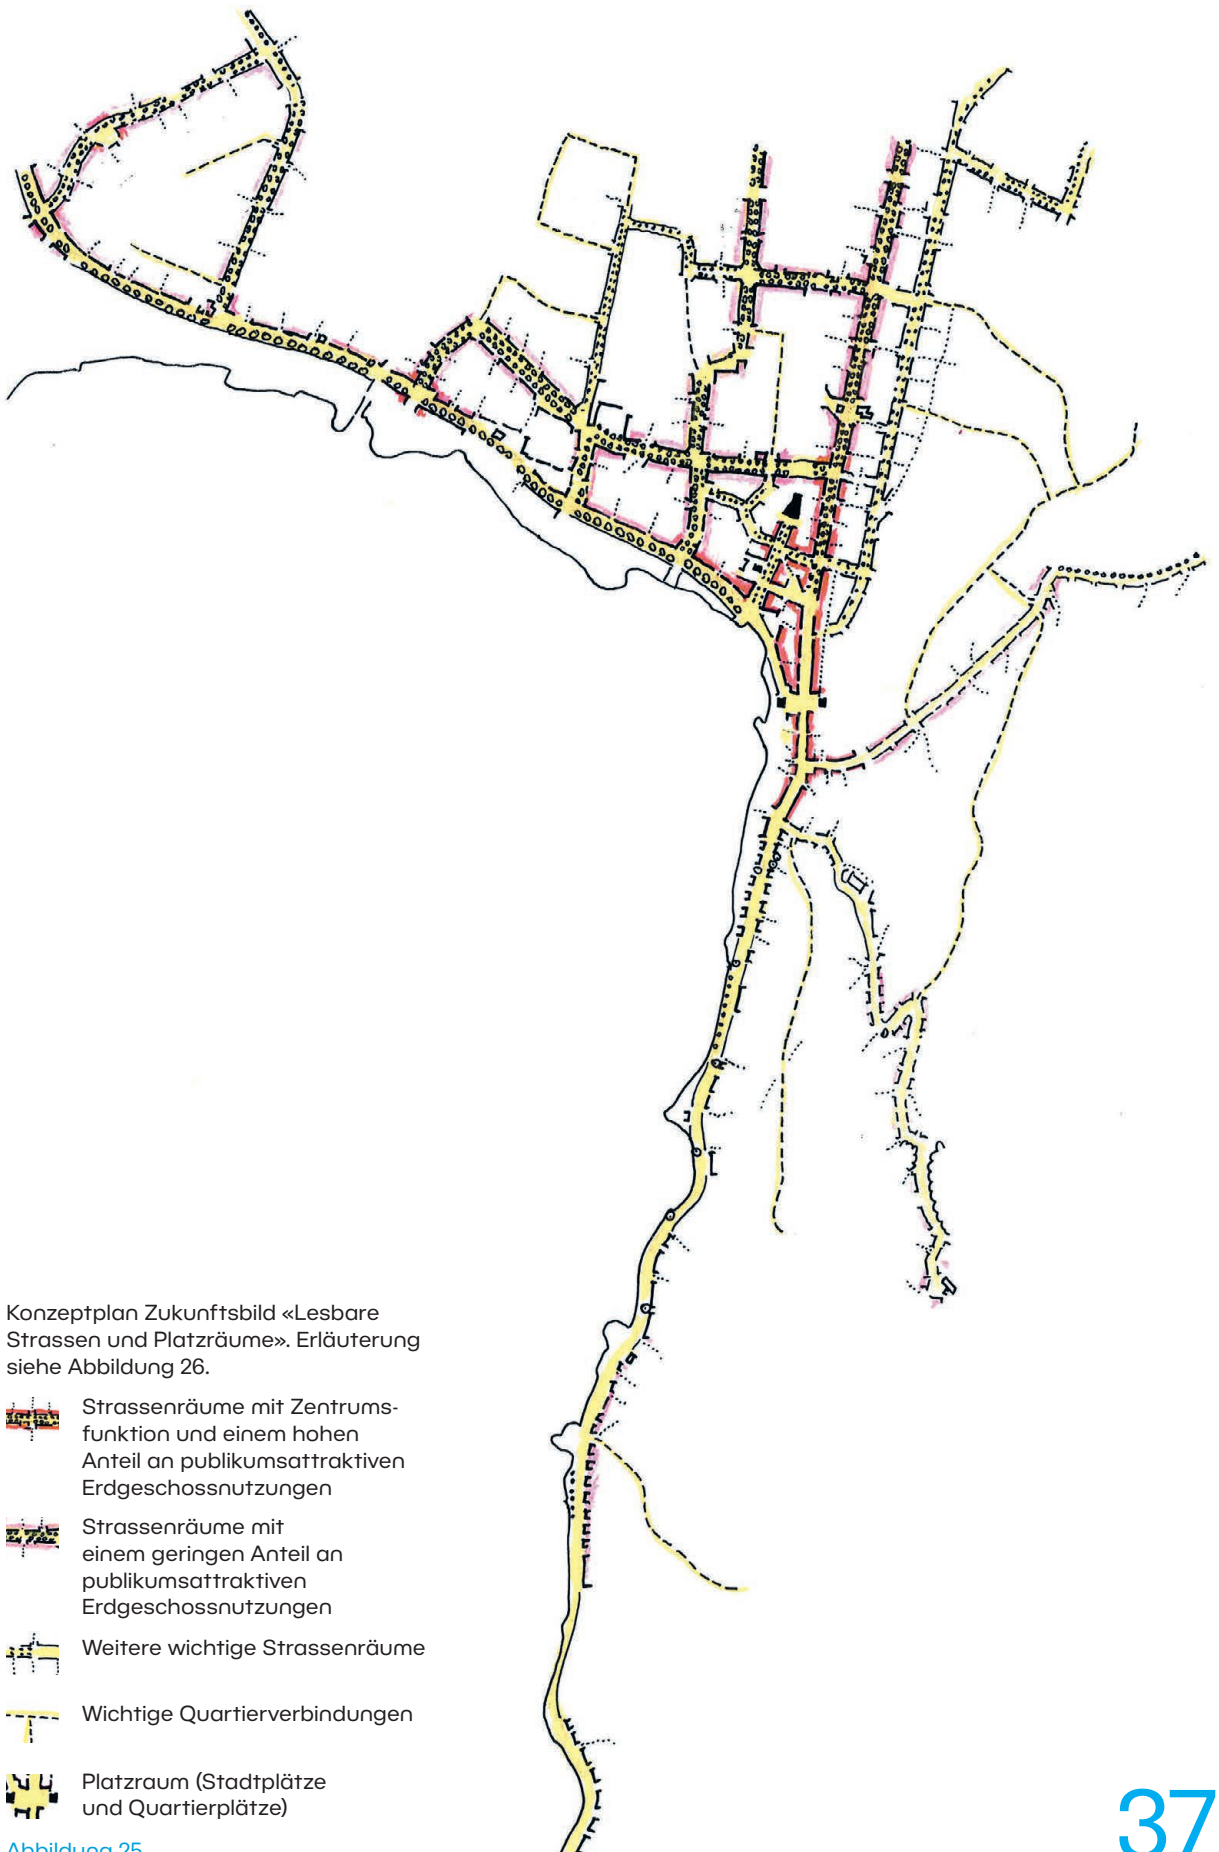 Konzeptplan Zukunftsbild «Lesbare
Strassen und Platzräume». Erläuterung
siehe Abbildung 26.
Strassenräume mit Zentrums-
funktion und einem hohen
Anteil an publikumsattraktiven
Erdgeschossnutzungen
Strassenräume mit
einem geringen Anteil an
publikumsattraktiven
Erdgeschossnutzungen
Weitere wichtige Strassenräume
Wichtige Quartierverbindungen
Platzraum (Stadtplätze
und Quartierplätze)
Abbildung 25
37